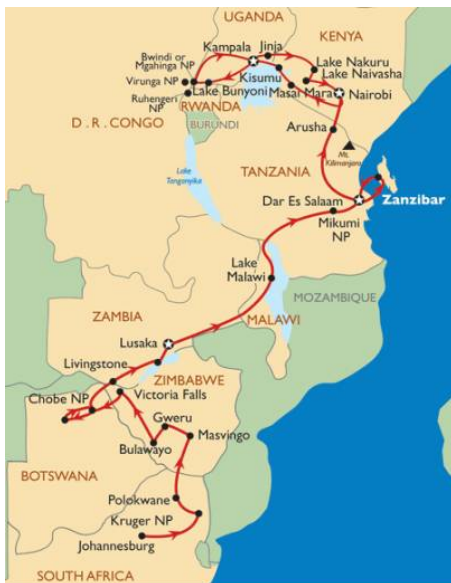 UGANDA
KENYA
Kampala
Jinja
Bwindi or
Mgahinga NP
Lake Nakuru
Lake Naivasha
Virunga NP
Kisumu
Masai Mara
Nairobi
Ruhengeri
NP
Lake Bunyoni
RWANDA
BURUNDI
D . R . CONGO
Arusha
Mt.
Kilimanjaro
Lake
Tanganyika
TANZANIA
Dar Es Salaam
Zanzibar
Mikumi
NP
Lake
Malawi
MOZAMBIQUE
ZAMBIA
MALAWI
Lusaka
Livingstone
ZIMBABWE
Chobe NP
Victoria Falls
Gweru
Masvingo
Bulawayo
BOTSWANA
Polokwane
Kruger NP
Johannesburg
SOUTH AFRICA